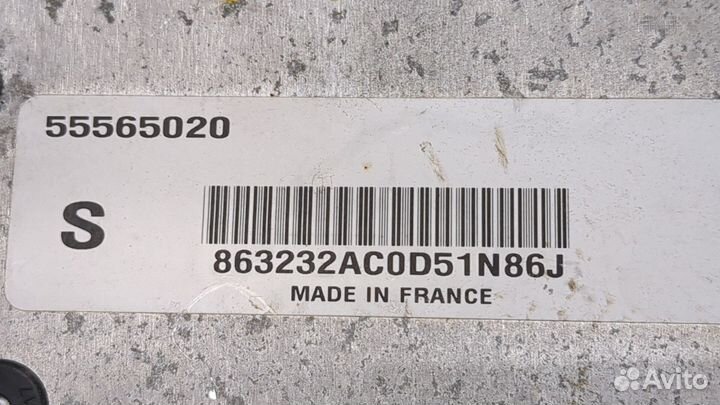 55565020
S
863232AC0D51N86J
MADE IN FRANCE
Avito